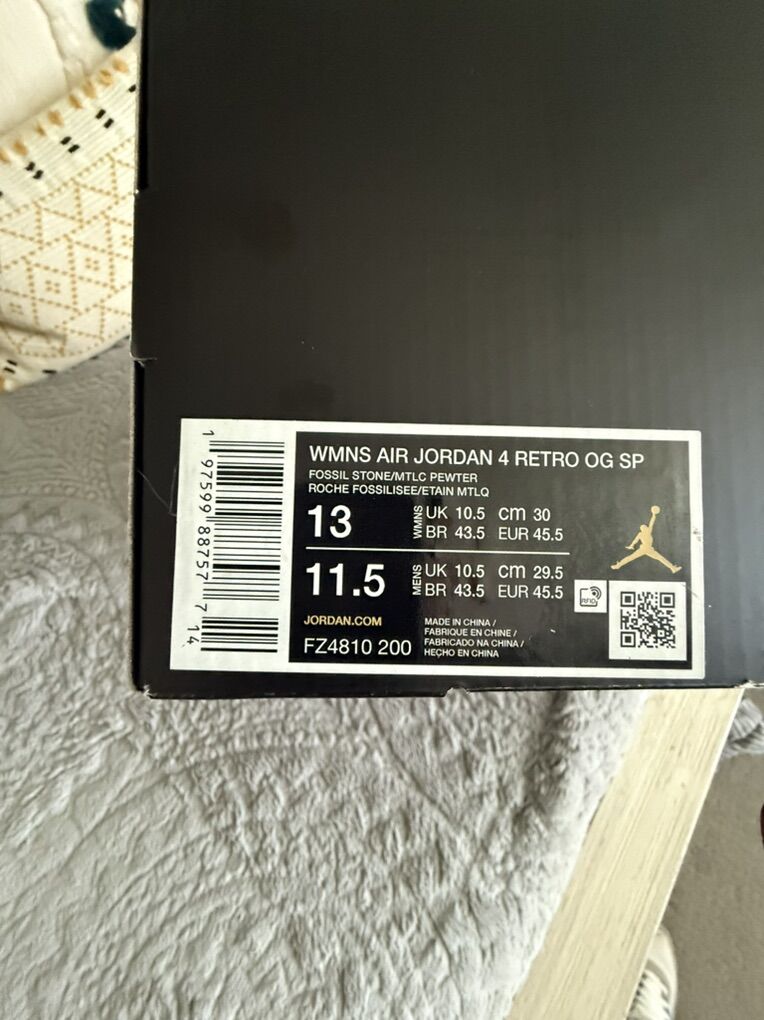 WMNS AIR JORDAN 4 RETRO OG SP
FOSSIL STONE/MTLC PEWTER
ROCHE FOSSILISEE/ETAIN MTLQ
13 WMNS UK 10.5 cm 30
BR 43.5 EUR 45.5
11.5 MENS UK 10.5 cm 29.5
BR 43.5 EUR 45.5
JORDAN.COM
FZ4810 200
MADE IN CHINA /
FABRIQUE EN CHINE /
FABRICADO NA CHINA /
HECHO EN CHINA
RFID
1 97599 88757 7 14